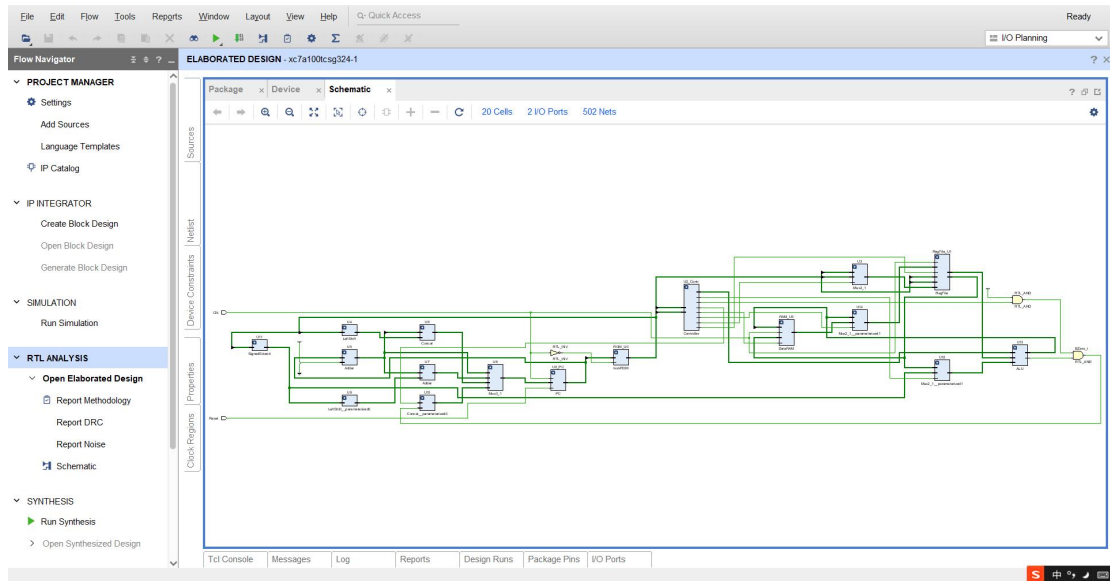 File Edit Flow Tools Reports Window Layout View Help Q- Quick Access Ready
I/O Planning
Flow Navigator
ELABORATED DESIGN - xc7a100tcsg324-1
PROJECT MANAGER
Settings
Add Sources
Language Templates
IP Catalog
IP INTEGRATOR
Create Block Design
Open Block Design
Generate Block Design
SIMULATION
Run Simulation
RTL ANALYSIS
Open Elaborated Design
Report Methodology
Report DRC
Report Noise
Schematic
SYNTHESIS
Run Synthesis
Open Synthesized Design
Sources
Netlist
Device Constraints
Properties
Clock Regions
Package Device Schematic
20 Cells 2 I/O Ports 502 Nets
Controller
RegFile
DataRAM
ALU
PC
RTL_INV
RTL_AND
Adder
Reset
Tcl Console Messages Log Reports Design Runs Package Pins I/O Ports
S 中